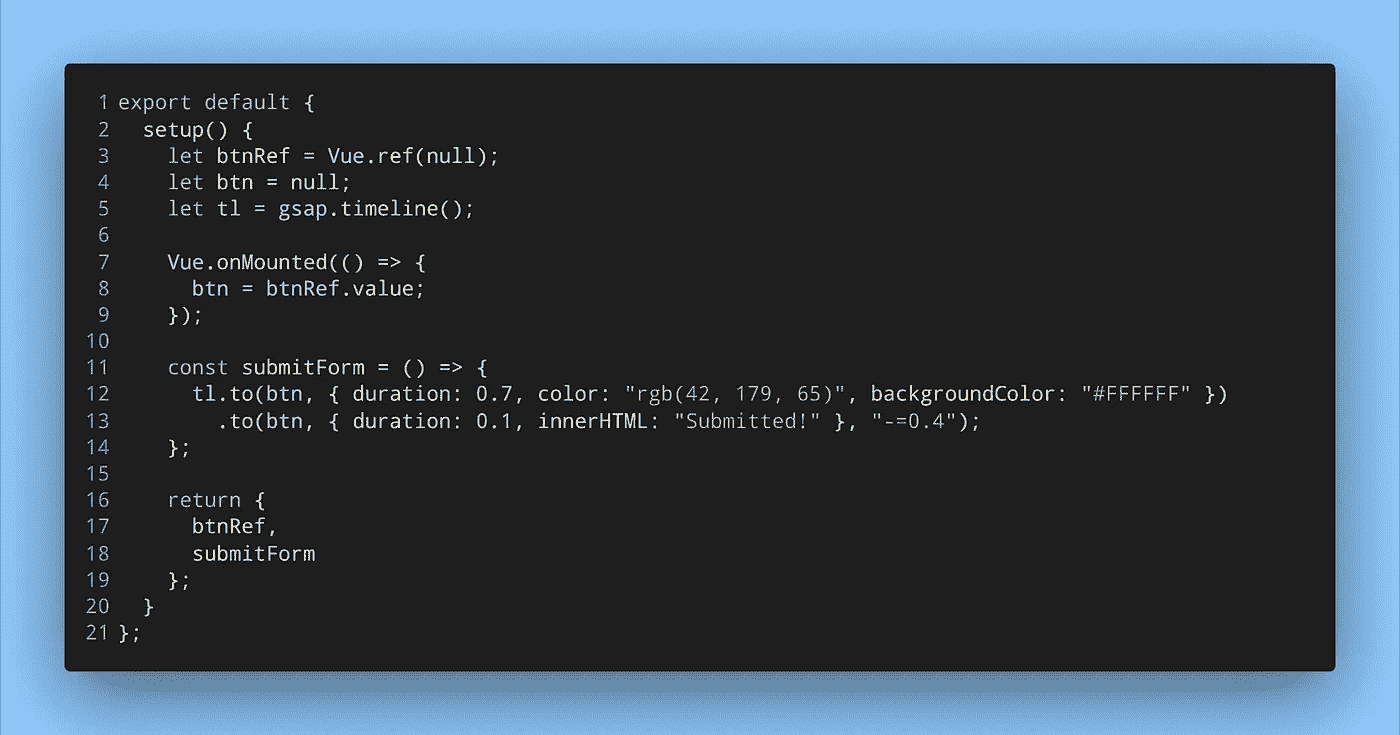 1 export default {
2   setup() {
3     let btnRef = Vue.ref(null);
4     let btn = null;
5     let tl = gsap.timeline();
6
7     Vue.onMounted(() => {
8       btn = btnRef.value;
9     });
10
11     const submitForm = () => {
12       tl.to(btn, { duration: 0.7, color: "rgb(42, 179, 65)", backgroundColor: "#FFFFFF" })
13         .to(btn, { duration: 0.1, innerHTML: "Submitted!" }, "-=0.4");
14     };
15
16     return {
17       btnRef,
18       submitForm
19     };
20   }
21 };